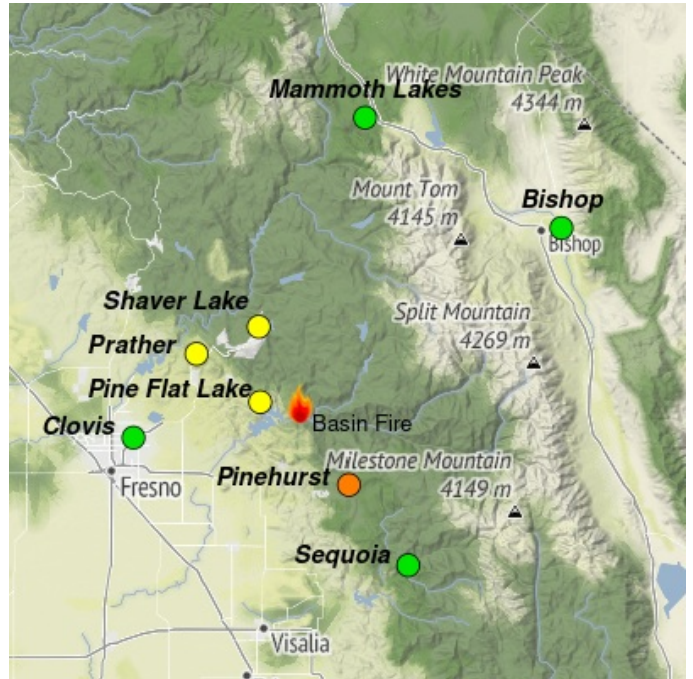 White Mountain Peak
4344 m
Mammoth Lakes
Mount Tom
4145 m
Bishop
Bishop
Shaver Lake
Split Mountain
4269 m
Prather
Pine Flat Lake
Basin Fire
Clovis
Milestone Mountain
4149 m
Pinehurst
Fresno
Sequoia
Visalia